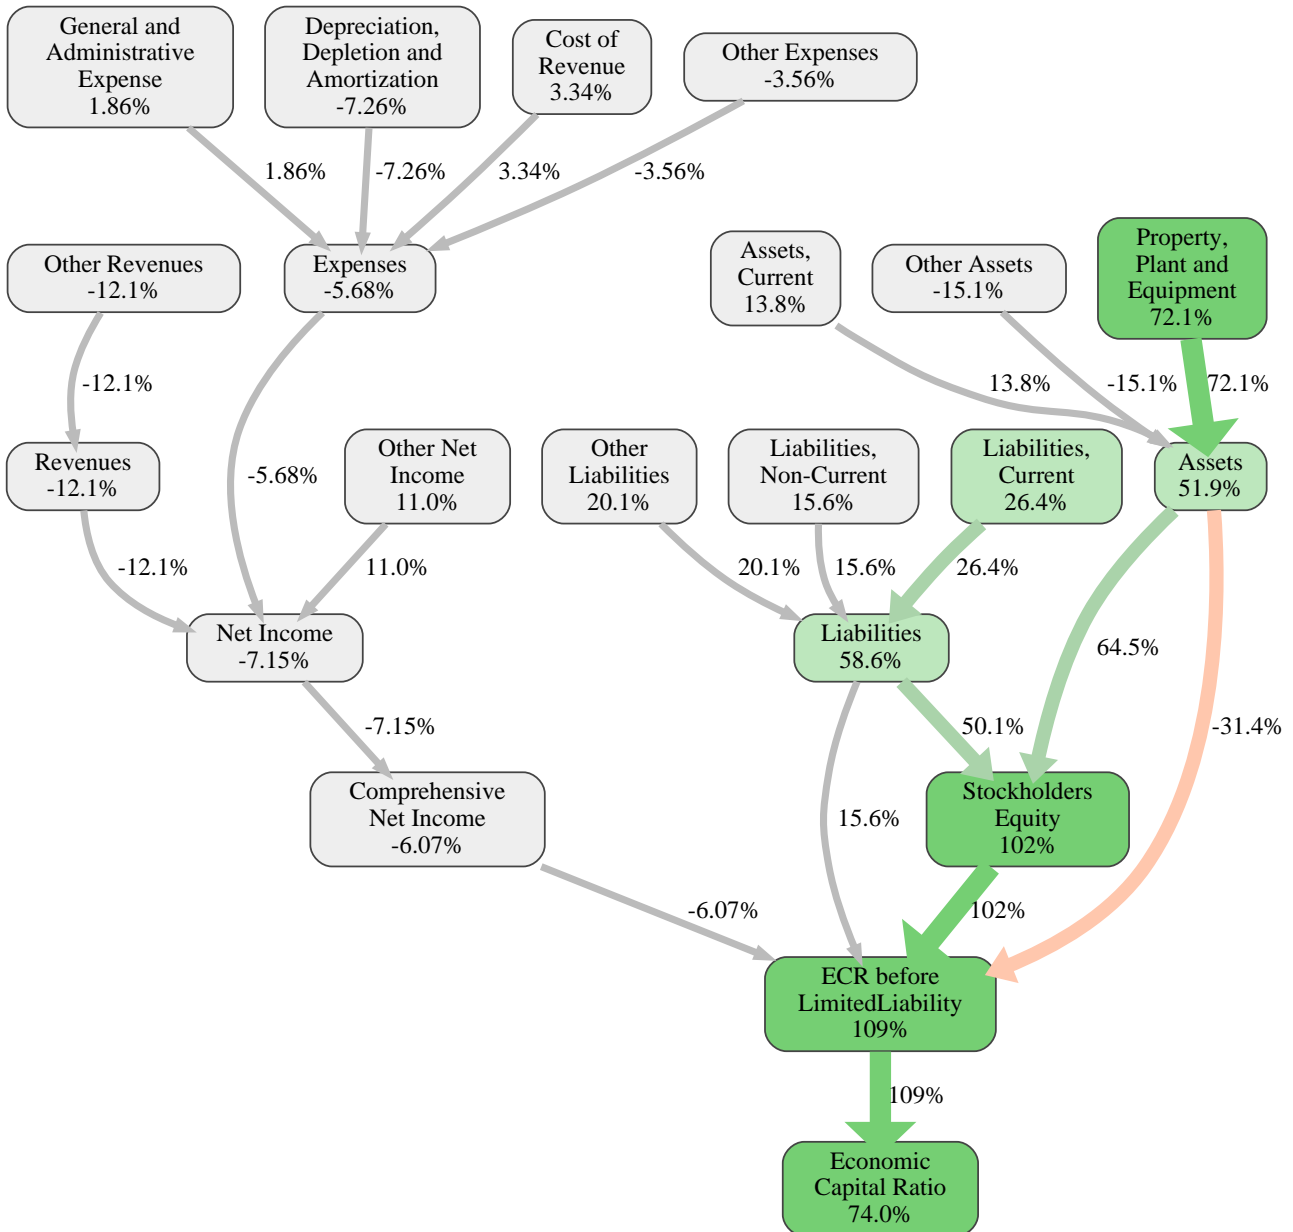 General and
Administrative
Expense
1.86%
Depreciation,
Depletion and
Amortization
-7.26%
Cost of
Revenue
3.34%
Other Expenses
-3.56%
1.86%
-7.26%
3.34%
-3.56%
Other Revenues
-12.1%
Expenses
-5.68%
Assets,
Current
13.8%
Other Assets
-15.1%
Property,
Plant and
Equipment
72.1%
-12.1%
13.8%
-15.1%
72.1%
Revenues
-12.1%
-5.68%
Other Net
Income
11.0%
Other
Liabilities
20.1%
Liabilities,
Non-Current
15.6%
Liabilities,
Current
26.4%
Assets
51.9%
-12.1%
11.0%
20.1%
15.6%
26.4%
Net Income
-7.15%
Liabilities
58.6%
64.5%
-7.15%
50.1%
-31.4%
Comprehensive
Net Income
-6.07%
15.6%
Stockholders
Equity
102%
-6.07%
102%
ECR before
LimitedLiability
109%
109%
Economic
Capital Ratio
74.0%